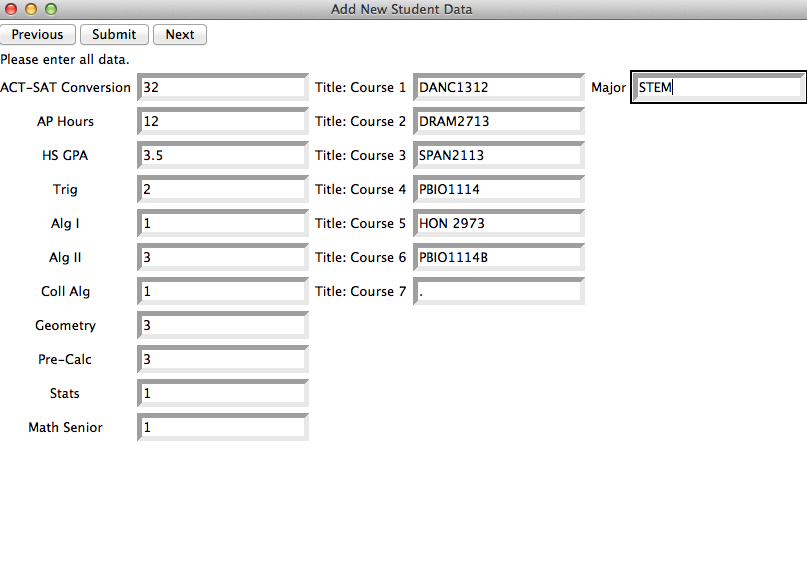 Add New Student Data
Previous Submit Next
Please enter all data.
ACT-SAT Conversion 32 Title: Course 1 DANC1312 Major STEM
AP Hours 12 Title: Course 2 DRAM2713
HS GPA 3.5 Title: Course 3 SPAN2113
Trig 2 Title: Course 4 PBIO1114
Alg I 1 Title: Course 5 HON 2973
Alg II 3 Title: Course 6 PBIO1114B
Coll Alg 1 Title: Course 7 .
Geometry 3
Pre-Calc 3
Stats 1
Math Senior 1